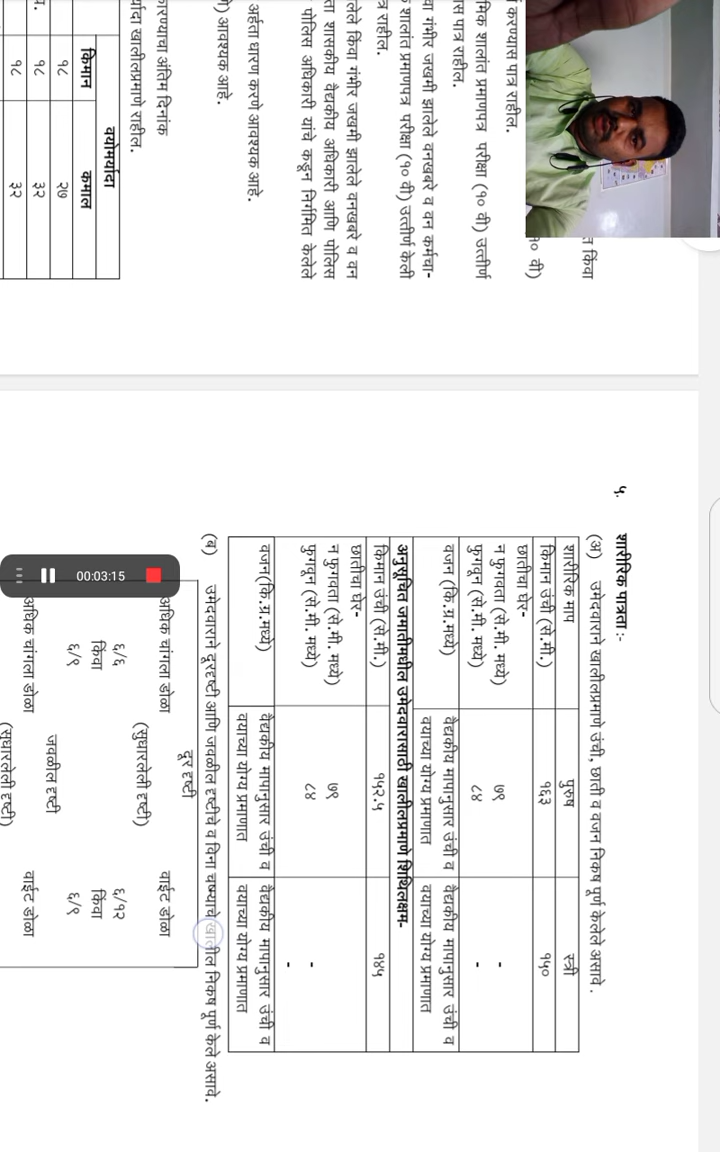 करण्यास पात्र राहील.
मिक शालांत प्रमाणपत्र परीक्षा (१० वी) उत्तीर्ण
स पात्र राहील.
वा गंभीर जखमी झालेले वनखबरे व वन कर्मचा-
शालांत प्रमाणपत्र परीक्षा (१० वी) उत्तीर्ण केली
त्र राहील.
लेले किंवा गंभीर जखमी झालेले वनखबरे व वन
ता शासकीय वैद्यकीय अधिकारी आणि पोलिस
पोलिस अधिकारी यांचे कडून निर्गमित केलेले
अर्हता धारण करणे आवश्यक आहे.
) आवश्यक आहे.
कारण्याचा अंतिम दिनांक
र्यादा खालीलप्रमाणे राहील.
वयोमर्यादा
किमान कमाल
१८ २७
१८ ३२
१८ ३२
किंवा
१० वी)
५. शारीरिक पात्रता :-
(अ) उमेदवाराने खालीलप्रमाणे उंची, छाती व वजन निकष पूर्ण केलेले असावे.
शारीरिक माप पुरुष स्त्री
किमान उंची (से.मी.) १६३ १५०
छातीचा घेर-
न फुगवता (से.मी. मध्ये) ७९ -
फुगवून (से.मी. मध्ये) ८४ -
वजन (कि.ग्र.मध्ये) वैद्यकीय मापानुसार उंची व वैद्यकीय मापानुसार उंची व
वयाच्या योग्य प्रमाणात वयाच्या योग्य प्रमाणात
अनुसूचित जमातीमधील उमेदवारासाठी खालीलप्रमाणे शिथिलक्षम-
किमान उंची (से.मी.) १५२.५ १४५
छातीचा घेर-
न फुगवता (से.मी. मध्ये) ७९ -
फुगवून (से.मी. मध्ये) ८४ -
वजन(कि.ग्र.मध्ये) वैद्यकीय मापानुसार उंची व वैद्यकीय मापानुसार उंची व
वयाच्या योग्य प्रमाणात वयाच्या योग्य प्रमाणात
(ब) उमेदवाराने दूरदृष्टी आणि जवळील दृष्टीचे व विना चष्म्याचे खालील निकष पूर्ण केले असावे.
दूर दृष्टी
अधिक चांगला डोळा वाईट डोळा
(सुधारलेली दृष्टी)
६/६ ६/१२
किंवा किंवा
६/९ ६/९
जवळील दृष्टी
अधिक चांगला डोळा वाईट डोळा
(सुधारलेली दृष्टी)
00:03:15